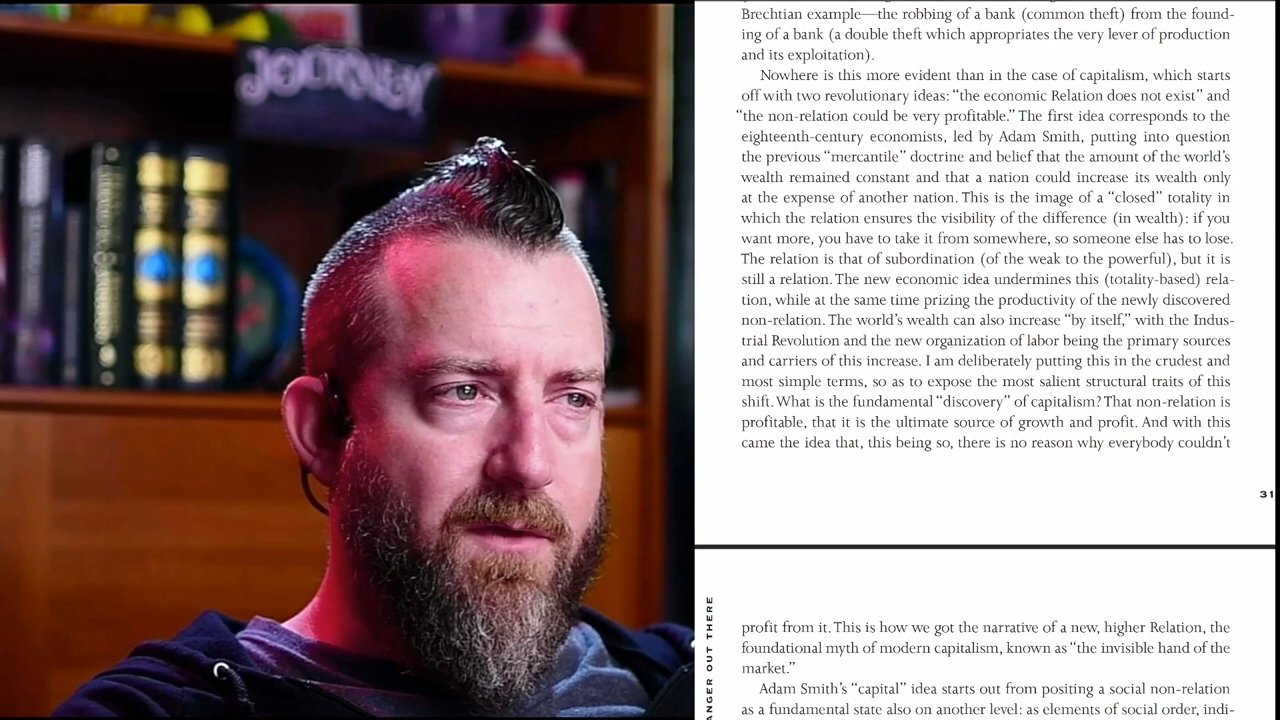 JOURNEY
Brechtian example—the robbing of a bank (common theft) from the found-
ing of a bank (a double theft which appropriates the very lever of production
and its exploitation).
Nowhere is this more evident than in the case of capitalism, which starts
off with two revolutionary ideas: “the economic Relation does not exist” and
“the non-relation could be very profitable.” The first idea corresponds to the
eighteenth-century economists, led by Adam Smith, putting into question
the previous “mercantile” doctrine and belief that the amount of the world’s
wealth remained constant and that a nation could increase its wealth only
at the expense of another nation. This is the image of a “closed” totality in
which the relation ensures the visibility of the difference (in wealth): if you
want more, you have to take it from somewhere, so someone else has to lose.
The relation is that of subordination (of the weak to the powerful), but it is
still a relation. The new economic idea undermines this (totality-based) rela-
tion, while at the same time prizing the productivity of the newly discovered
non-relation. The world’s wealth can also increase “by itself,” with the Indus-
trial Revolution and the new organization of labor being the primary sources
and carriers of this increase. I am deliberately putting this in the crudest and
most simple terms, so as to expose the most salient structural traits of this
shift. What is the fundamental “discovery” of capitalism? That non-relation is
profitable, that it is the ultimate source of growth and profit. And with this
came the idea that, this being so, there is no reason why everybody couldn’t
31
ANGER OUT THERE
profit from it. This is how we got the narrative of a new, higher Relation, the
foundational myth of modern capitalism, known as “the invisible hand of the
market.”
Adam Smith’s “capital” idea starts out from positing a social non-relation
as a fundamental state also on another level: as elements of social order, indi-